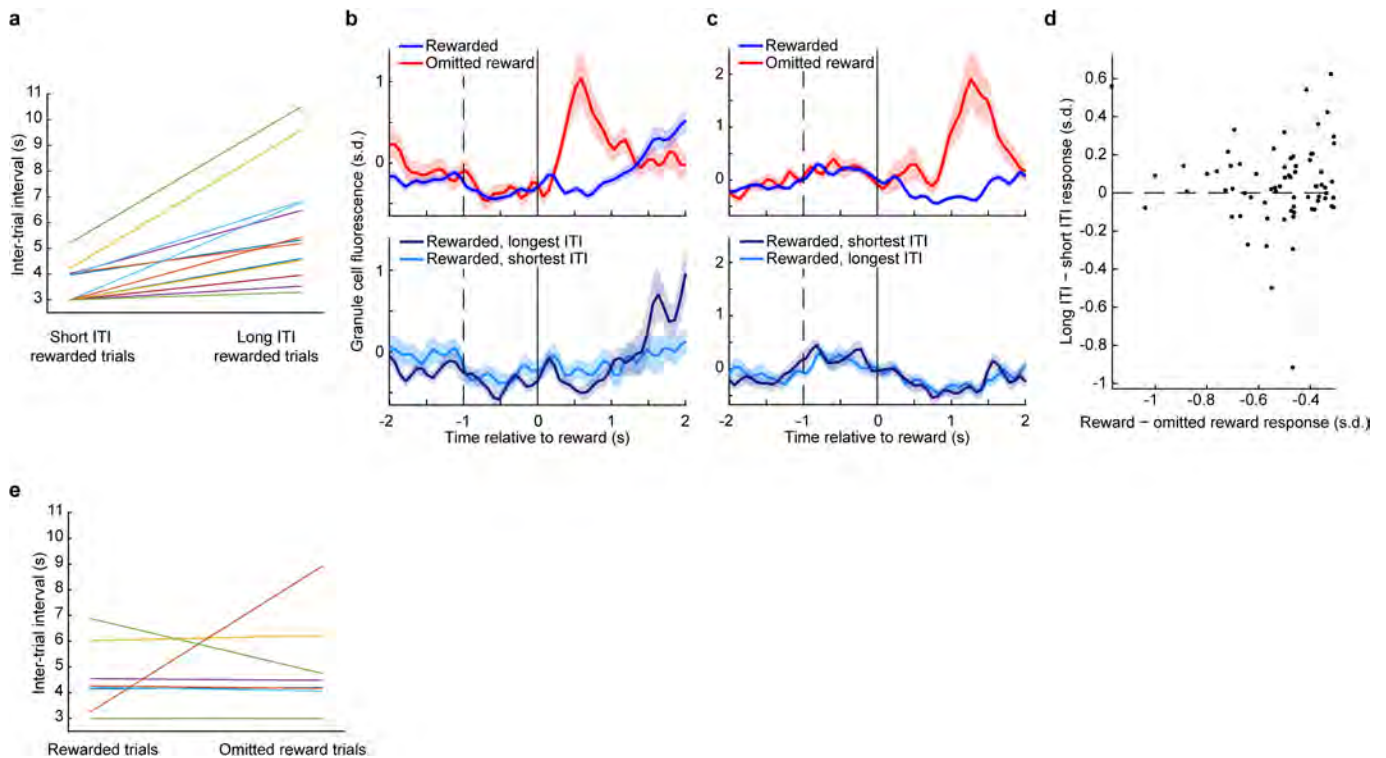 a
Inter-trial interval (s)
11
10
9
8
7
6
5
4
3
Short ITI
rewarded trials
Long ITI
rewarded trials
b
Rewarded
Omitted reward
1
0
Granule cell fluorescence (s.d.)
Rewarded, longest ITI
Rewarded, shortest ITI
1
0
-2
-1
0
1
2
Time relative to reward (s)
c
Rewarded
Omitted reward
2
1
0
Rewarded, shortest ITI
Rewarded, longest ITI
2
1
0
-2
-1
0
1
2
Time relative to reward (s)
d
Long ITI − short ITI response (s.d.)
0.6
0.4
0.2
0
-0.2
-0.4
-0.6
-0.8
-1
-1
-0.8
-0.6
-0.4
Reward − omitted reward response (s.d.)
e
Inter-trial interval (s)
11
10
9
8
7
6
5
4
3
Rewarded trials
Omitted reward trials